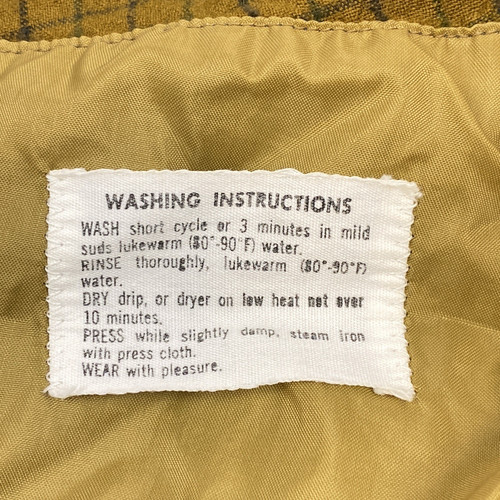 WASHING INSTRUCTIONS
WASH short cycle or 3 minutes in mild
suds lukewarm (80°-90°F) water.
RINSE thoroughly, lukewarm (80°-90°F)
water.
DRY drip, or dryer on low heat not over
10 minutes.
PRESS while slightly damp, steam iron
with press cloth.
WEAR with pleasure.